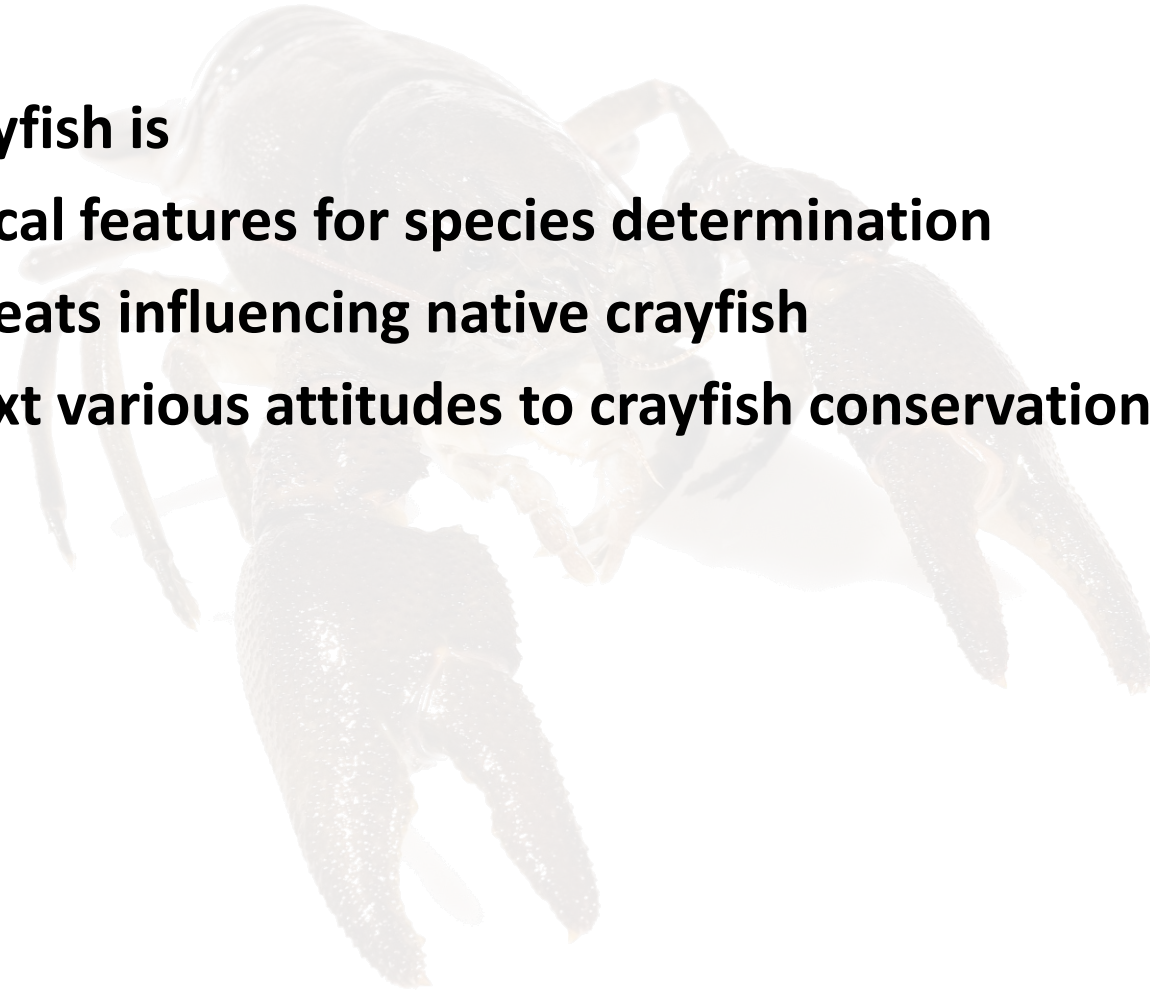 yfish is
cal features for species determination
eats influencing native crayfish
xt various attitudes to crayfish conservation